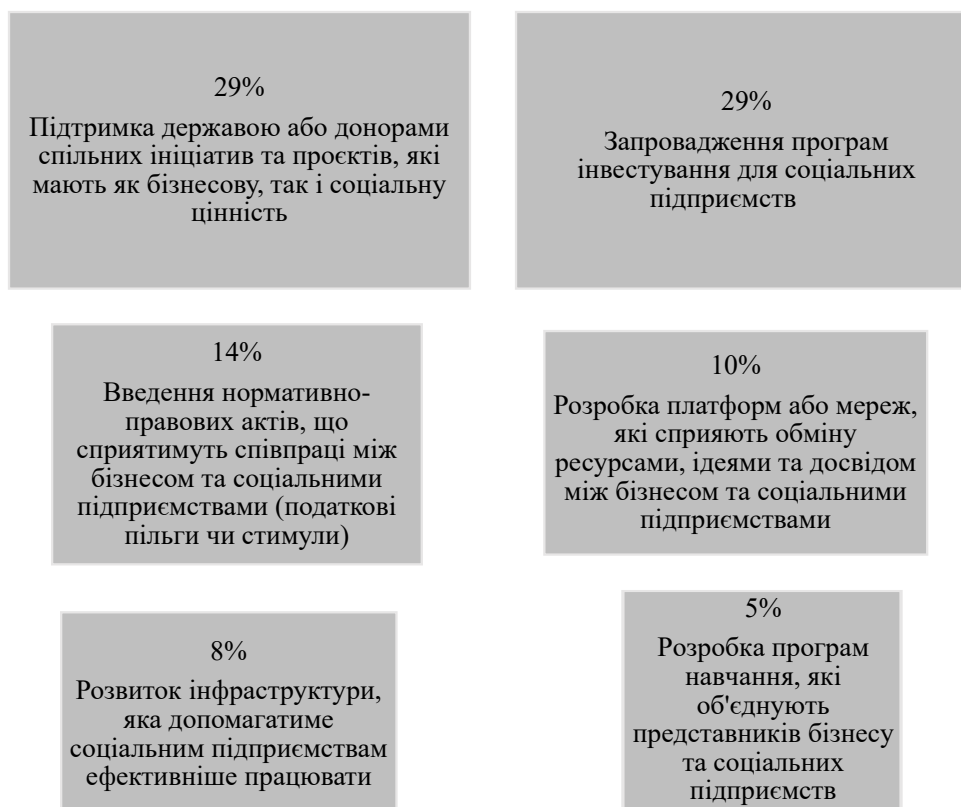 29%
Підтримка державою або донорами
спільних ініціатив та проєктів, які
мають як бізнесову, так і соціальну
цінність
29%
Запровадження програм
інвестування для соціальних
підприємств
14%
Введення нормативно-
правових актів, що
сприятимуть співпраці між
бізнесом та соціальними
підприємствами (податкові
пільги чи стимули)
10%
Розробка платформ або мереж,
які сприяють обміну
ресурсами, ідеями та досвідом
між бізнесом та соціальними
підприємствами
8%
Розвиток інфраструктури,
яка допомагатиме
соціальним підприємствам
ефективніше працювати
5%
Розробка програм
навчання, які
об'єднують
представників бізнесу
та соціальних
підприємств